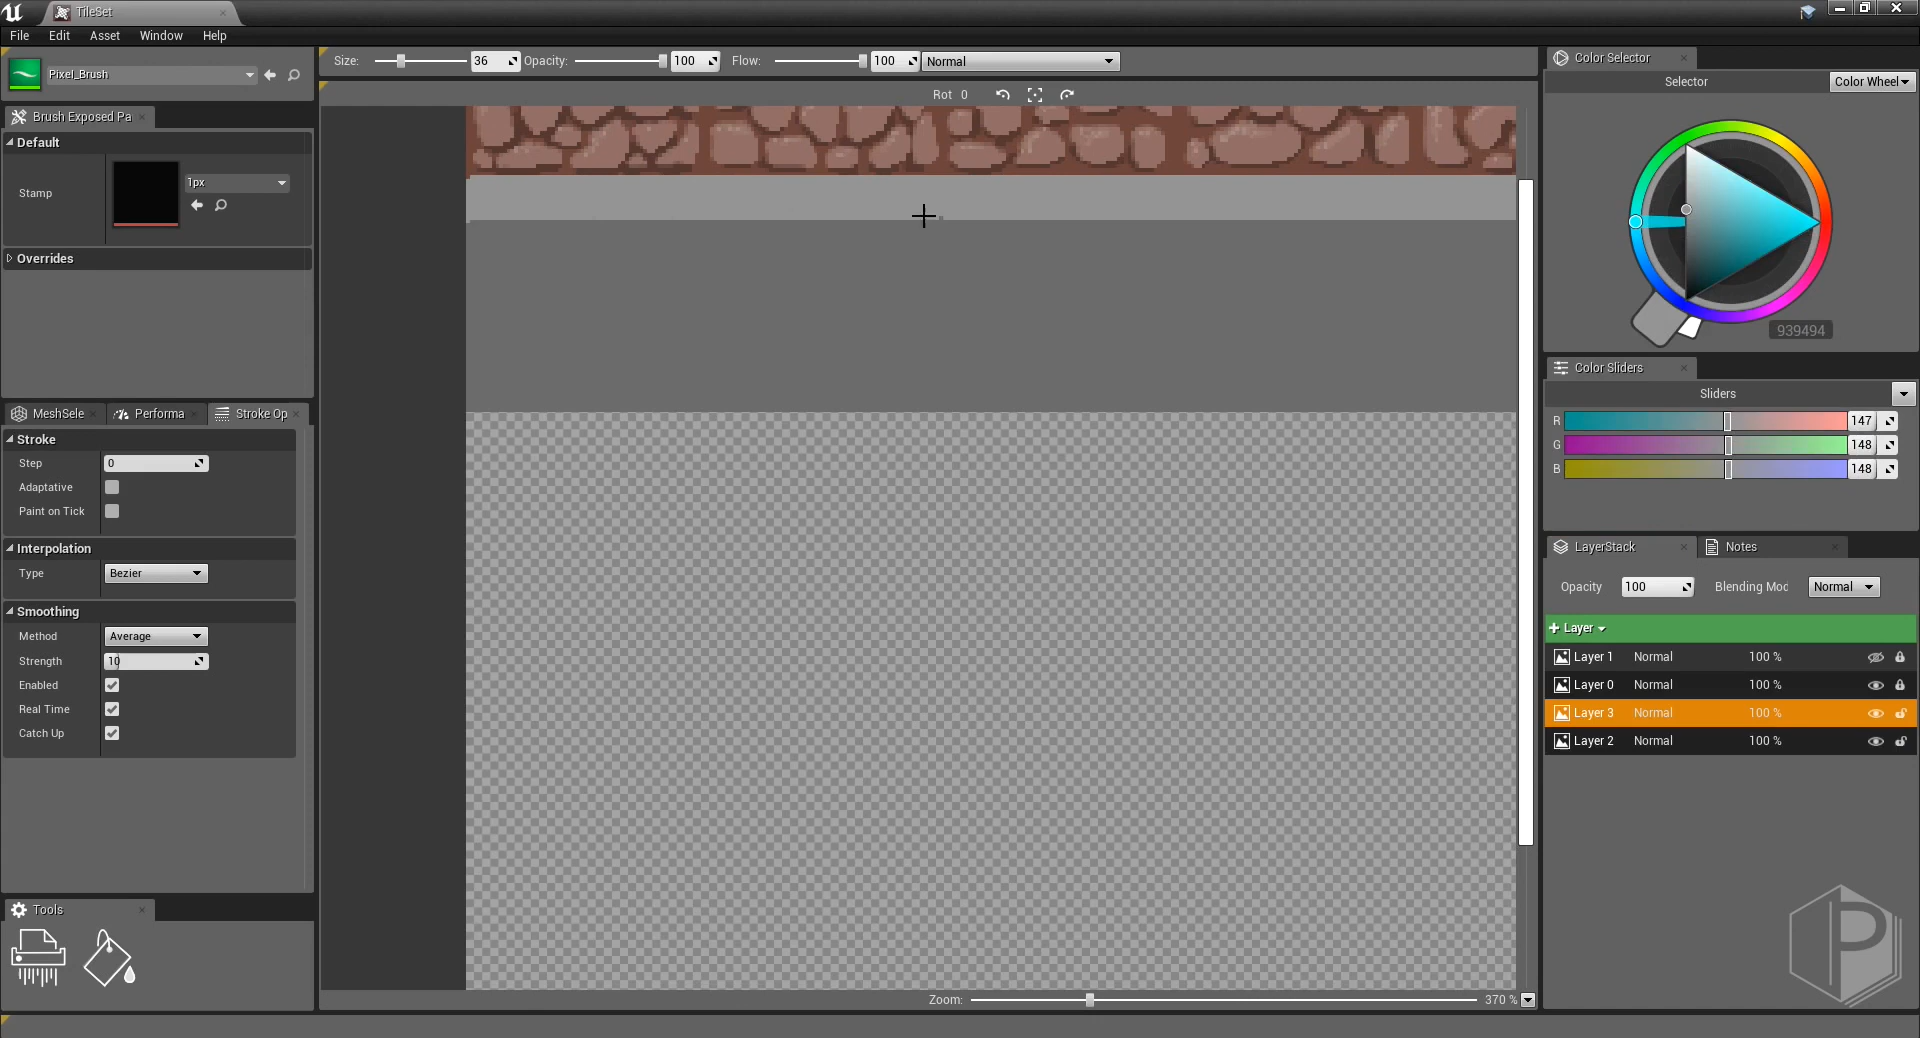 TileSet
File Edit Asset Window Help
Pixel_Brush
Size: 36 Opacity: 100 Flow: 100 Normal
Rot 0
Brush Exposed Pa
Default
Stamp
1px
Overrides
MeshSele Performa Stroke Op
Stroke
Step 0
Adaptative
Paint on Tick
Interpolation
Type Bezier
Smoothing
Method Average
Strength 10
Enabled
Real Time
Catch Up
Tools
Zoom: 370 %
Color Selector
Selector Color Wheel
939494
Color Sliders
Sliders
R 147
G 148
B 148
LayerStack Notes
Opacity 100 Blending Mod Normal
+ Layer
Layer 1 Normal 100 %
Layer 0 Normal 100 %
Layer 3 Normal 100 %
Layer 2 Normal 100 %